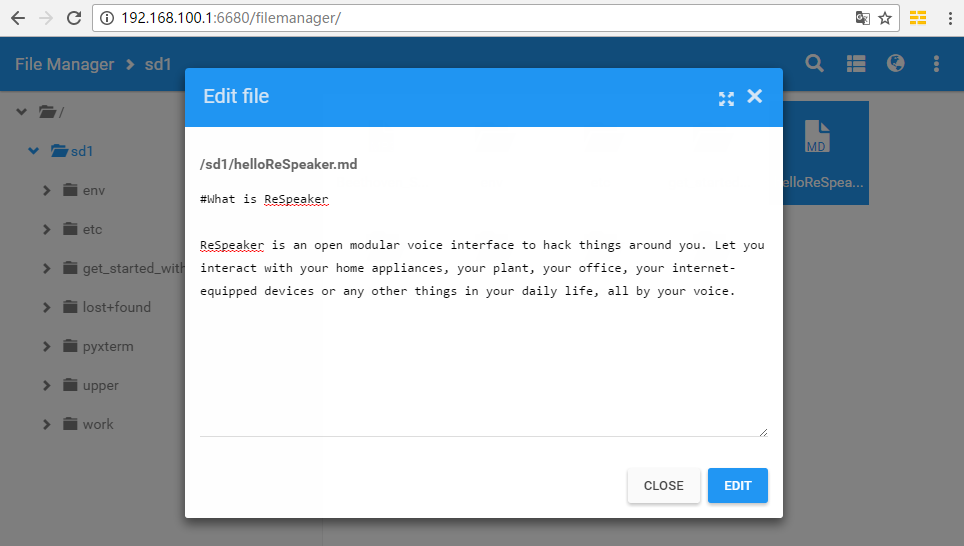 192.168.100.1:6680/filemanager/
File Manager > sd1
Edit file
/
sd1
env
etc
get_started_with
lost+found
pyxterm
upper
work
/sd1/helloReSpeaker.md
#What is ReSpeaker
ReSpeaker is an open modular voice interface to hack things around you. Let you
interact with your home appliances, your plant, your office, your internet-
equipped devices or any other things in your daily life, all by your voice.
CLOSE
EDIT
MD
elloReSpea...